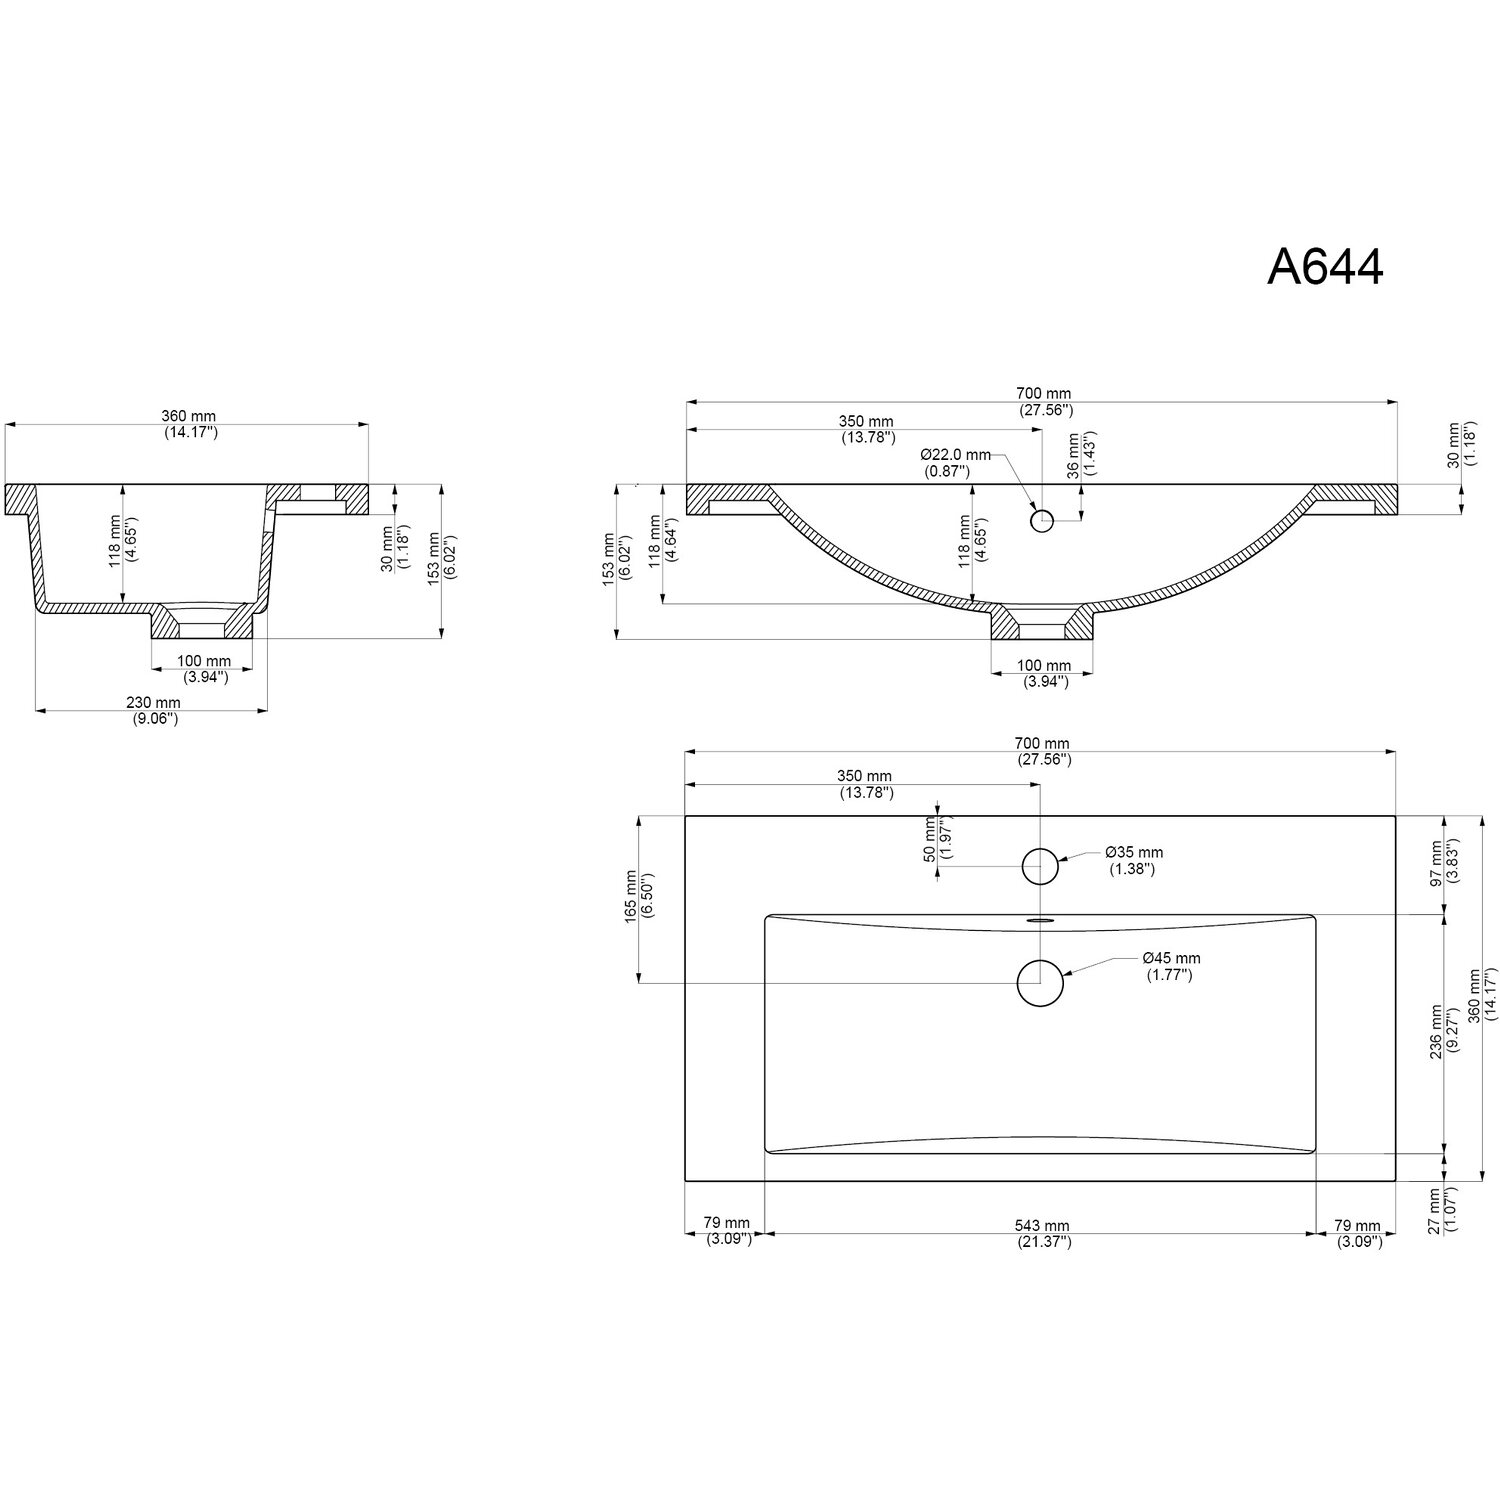 A644
360 mm
(14.17")
118 mm
(4.65")
30 mm
(1.18")
153 mm
(6.02")
100 mm
(3.94")
230 mm
(9.06")
700 mm
(27.56")
350 mm
(13.78")
Ø22.0 mm
(0.87")
36 mm
(1.43")
30 mm
(1.18")
153 mm
(6.02")
118 mm
(4.64")
118 mm
(4.65")
100 mm
(3.94")
700 mm
(27.56")
350 mm
(13.78")
50 mm
(1.97")
Ø35 mm
(1.38")
165 mm
(6.50")
Ø45 mm
(1.77")
97 mm
(3.83")
236 mm
(9.27")
360 mm
(14.17")
27 mm
(1.07")
79 mm
(3.09")
543 mm
(21.37")
79 mm
(3.09")